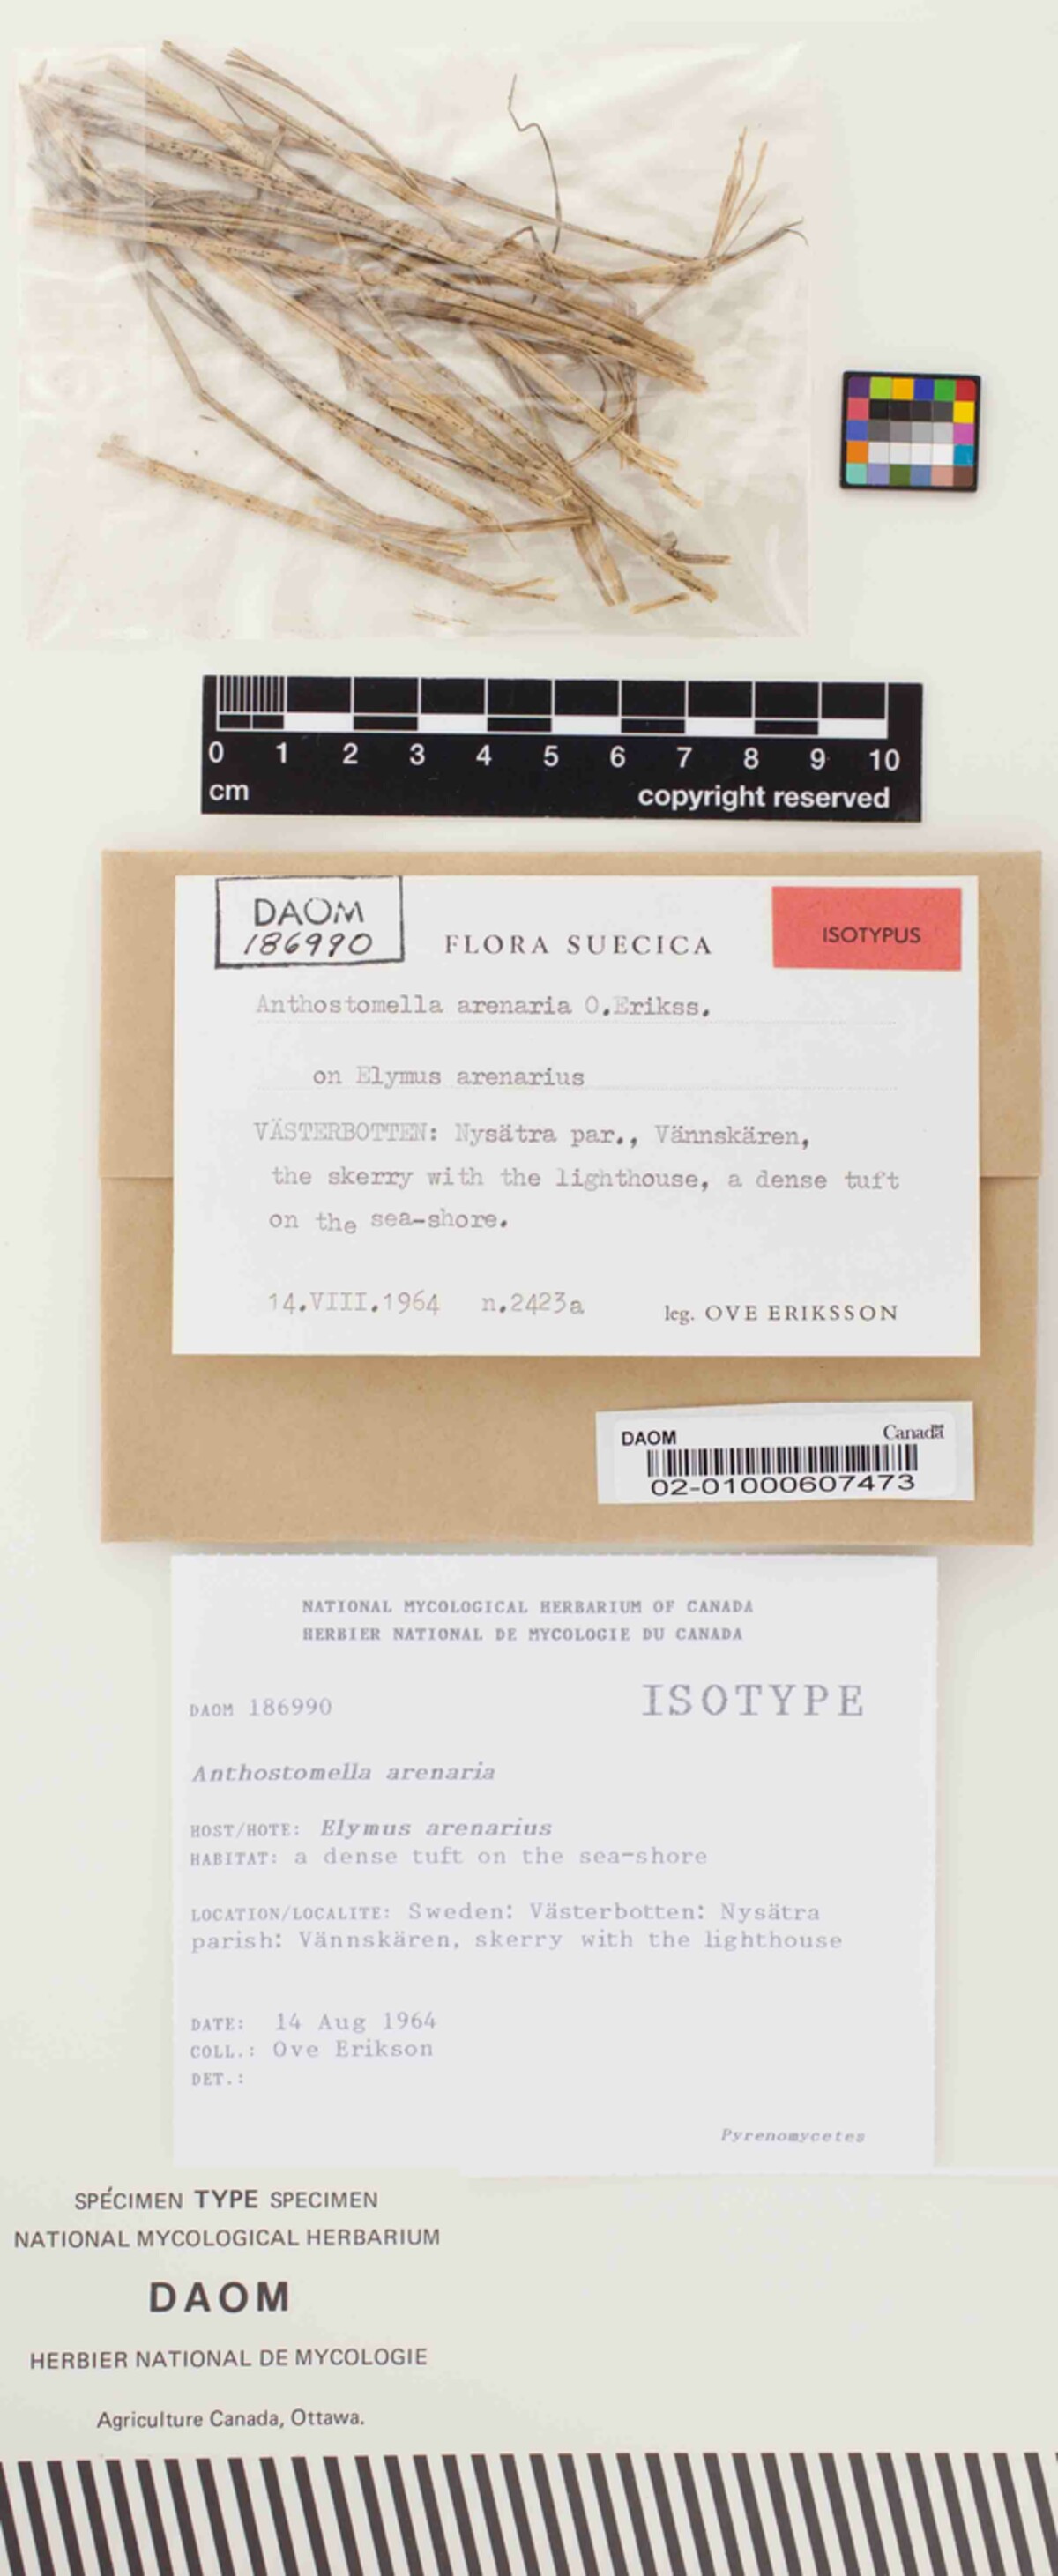 0 1 2 3 4 5 6 7 8 9 10
cm copyright reserved
DAOM
186990
FLORA SUECICA
ISOTYPUS
Anthostomella arenaria O.Erikss.
on Elymus arenarius
VÄSTERBOTTEN: Nysätra par., Vännskären,
the skerry with the lighthouse, a dense tuft
on the sea-shore.
14.VIII.1964 n.2423a
leg. OVE ERIKSSON
DAOM Canada
02-01000607473
NATIONAL MYCOLOGICAL HERBARIUM OF CANADA
HERBIER NATIONAL DE MYCOLOGIE DU CANADA
DAOM 186990 ISOTYPE
Anthostomella arenaria
HOST/HOTE: Elymus arenarius
HABITAT: a dense tuft on the sea-shore
LOCATION/LOCALITE: Sweden: Västerbotten: Nysätra
parish: Vännskären, skerry with the lighthouse
DATE: 14 Aug 1964
COLL.: Ove Erikson
DET.:
Pyrenomycetes
SPÉCIMEN TYPE SPECIMEN
NATIONAL MYCOLOGICAL HERBARIUM
DAOM
HERBIER NATIONAL DE MYCOLOGIE
Agriculture Canada, Ottawa.